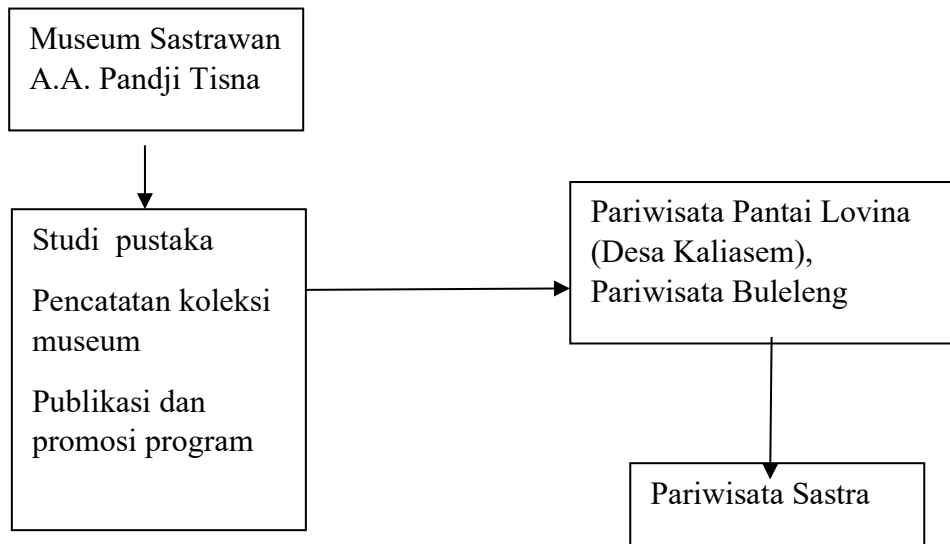 Museum Sastrawan
A.A. Pandji Tisna
Studi pustaka
Pencatatan koleksi
museum
Publikasi dan
promosi program
Pariwisata Pantai Lovina
(Desa Kaliasem),
Pariwisata Buleleng
Pariwisata Sastra